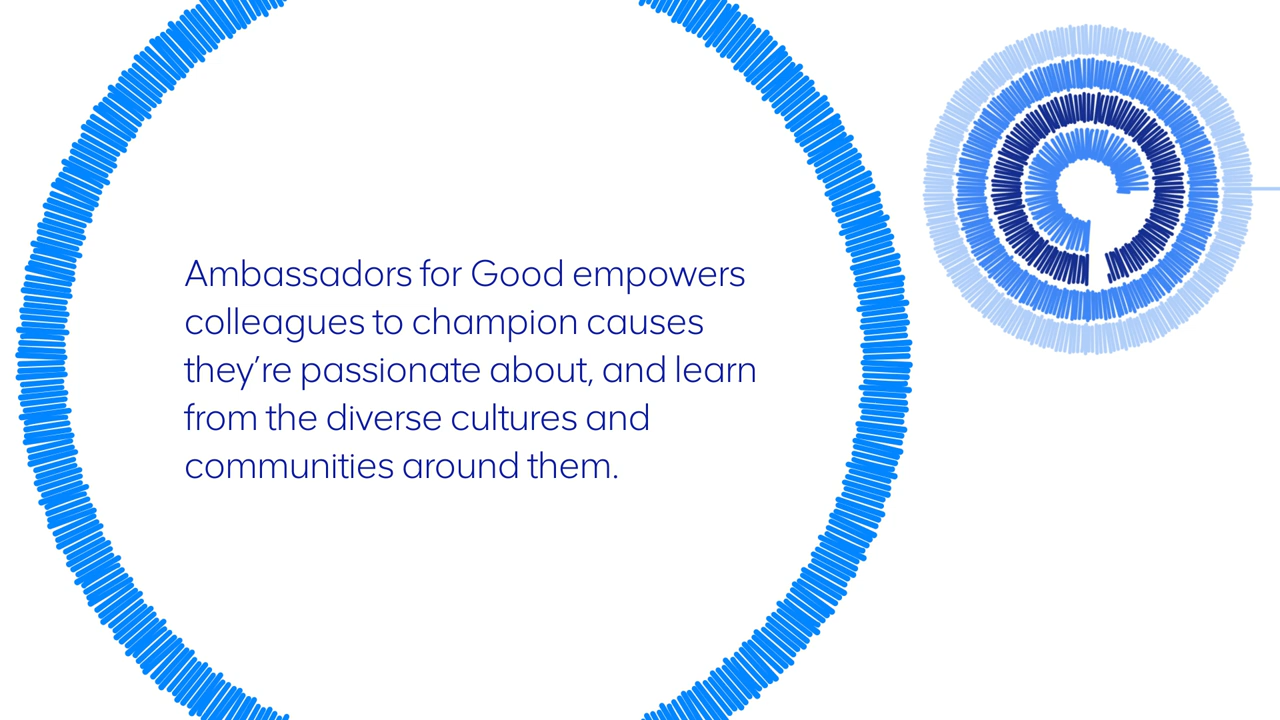 Ambassadors for Good empowers
colleagues to champion causes
they’re passionate about, and learn
from the diverse cultures and
communities around them.